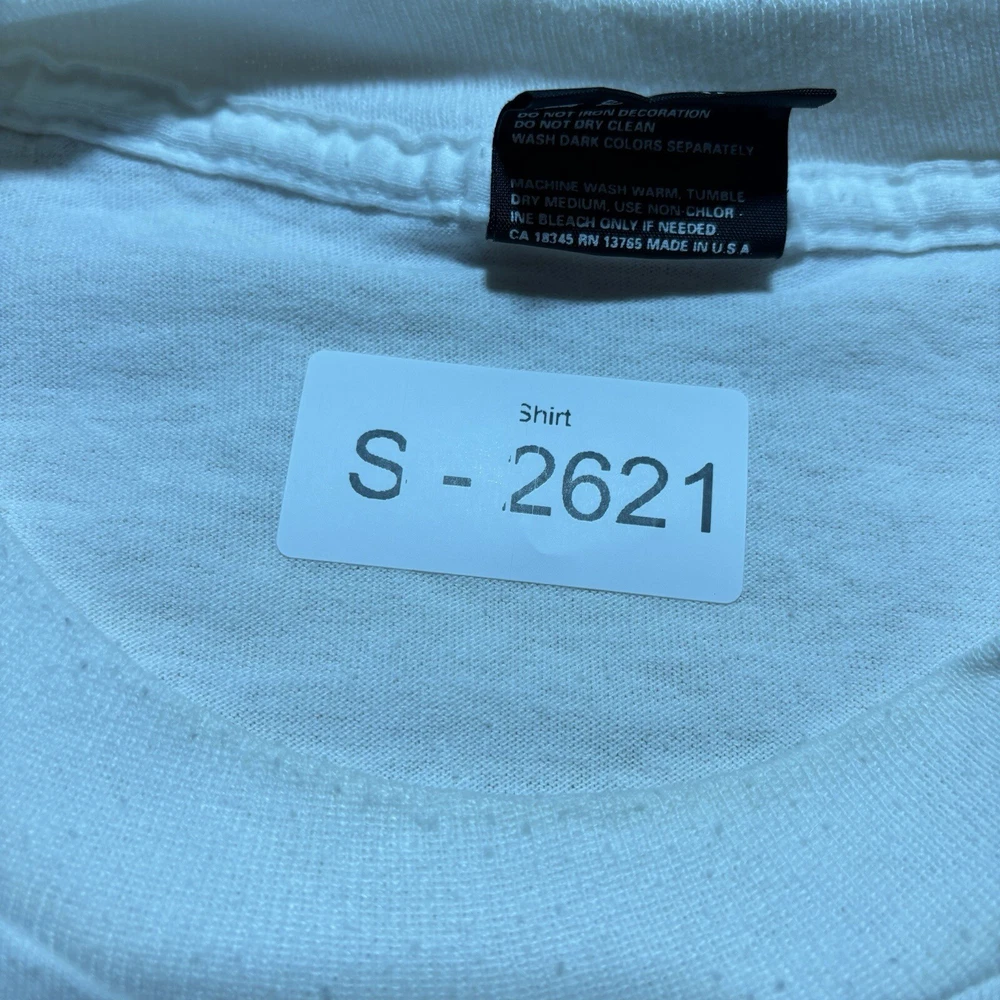 DO NOT IRON DECORATION
DO NOT DRY CLEAN
WASH DARK COLORS SEPARATELY
MACHINE WASH WARM, TUMBLE
DRY MEDIUM, USE NON-CHLOR -
INE BLEACH ONLY IF NEEDED.
CA 18345 RN 13765 MADE IN U.S.A
Shirt
S - 2621